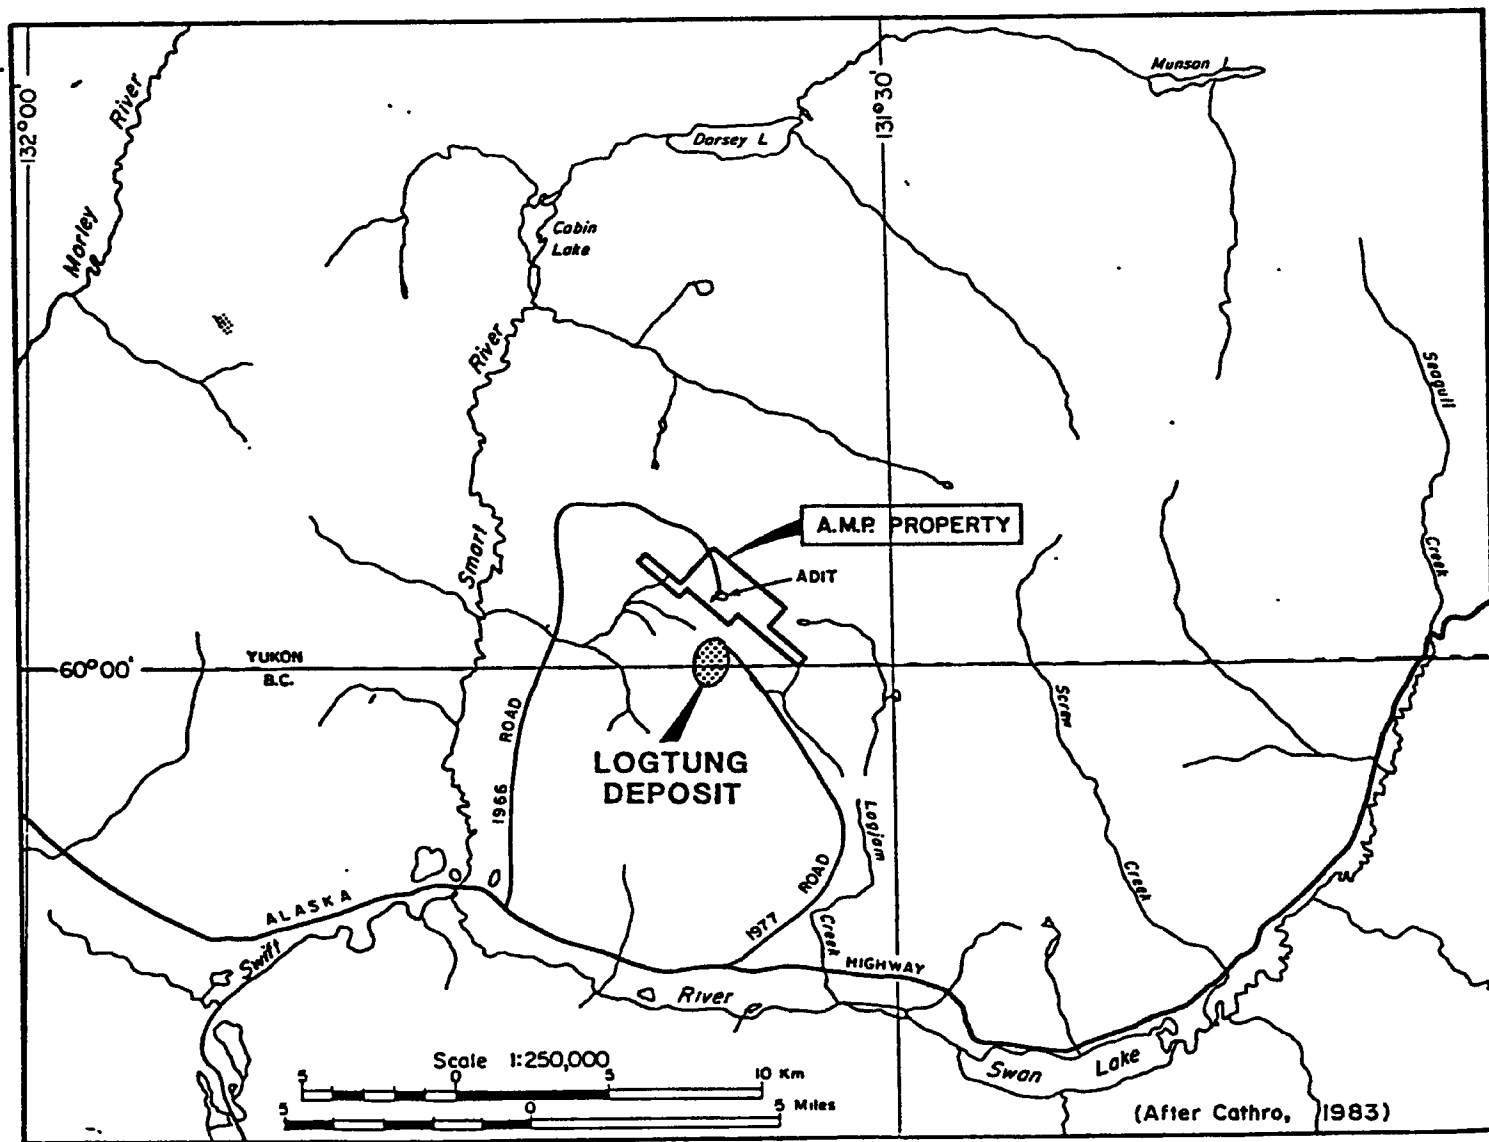 132°00'
Morley
River
Munson L
131°30'
Dorsey L
Cabin
Lake
River
Smart
Seagull
Creek
A.M.P. PROPERTY
ADIT
60°00'
YUKON
B.C.
LOGTUNG
DEPOSIT
1966
ROAD
1977
ROAD
Logjam
Creek
Screw
Creek
ALASKA
HIGHWAY
Swift
River
Swan
Lake
Scale 1:250,000
5 0 5 10 Km
5 0 5 Miles
(After Cathro, 1983)